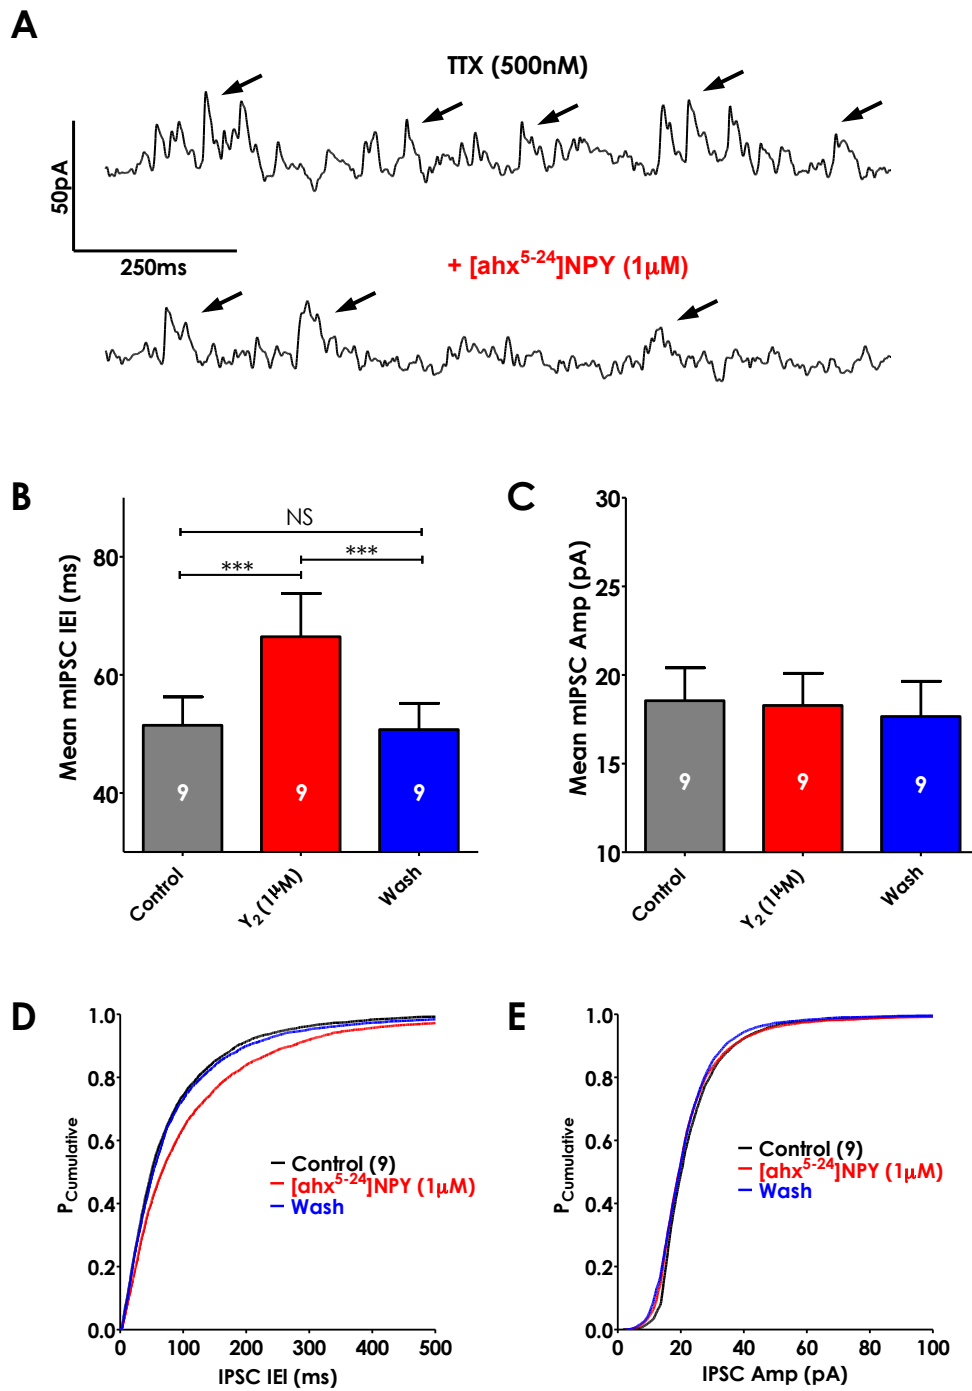 A
TTX (500nM)
50pA
250ms
+ [ahx5-24]NPY (1μM)
B
NS
***
***
80
60
40
Mean mIPSC IEI (ms)
9
9
9
Control
Y2 (1μM)
Wash
C
30
25
20
15
10
Mean mIPSC Amp (pA)
9
9
9
Control
Y2 (1μM)
Wash
D
1.0
0.8
0.6
0.4
0.2
0.0
PCumulative
Control (9)
[ahx5-24]NPY (1μM)
Wash
0 100 200 300 400 500
IPSC IEI (ms)
E
1.0
0.8
0.6
0.4
0.2
0.0
PCumulative
Control (9)
[ahx5-24]NPY (1μM)
Wash
0 20 40 60 80 100
IPSC Amp (pA)